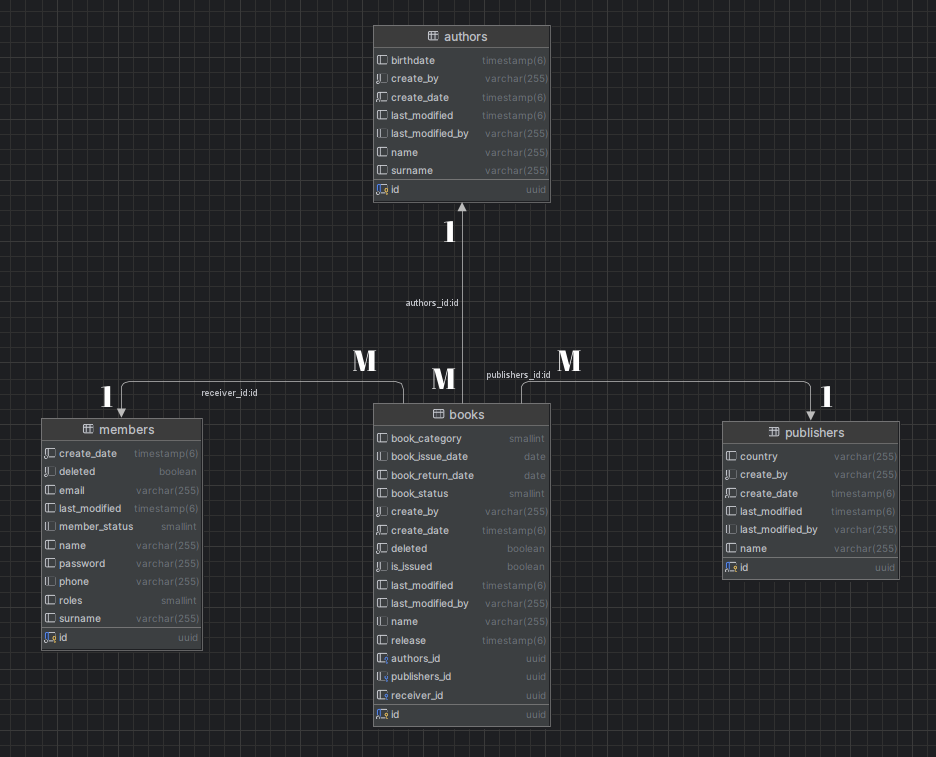 authors
birthdate timestamp(6)
create_by varchar(255)
create_date timestamp(6)
last_modified timestamp(6)
last_modified_by varchar(255)
name varchar(255)
surname varchar(255)
id uuid
1
authors_id:id
M
M
M
publishers_id:id
receiver_id:id
1
1
members
create_date timestamp(6)
deleted boolean
email varchar(255)
last_modified timestamp(6)
member_status smallint
name varchar(255)
password varchar(255)
phone varchar(255)
roles smallint
surname varchar(255)
id uuid
books
book_category smallint
book_issue_date date
book_return_date date
book_status smallint
create_by varchar(255)
create_date timestamp(6)
deleted boolean
is_issued boolean
last_modified timestamp(6)
last_modified_by varchar(255)
name varchar(255)
release timestamp(6)
authors_id uuid
publishers_id uuid
receiver_id uuid
id uuid
publishers
country varchar(255)
create_by varchar(255)
create_date timestamp(6)
last_modified timestamp(6)
last_modified_by varchar(255)
name varchar(255)
id uuid